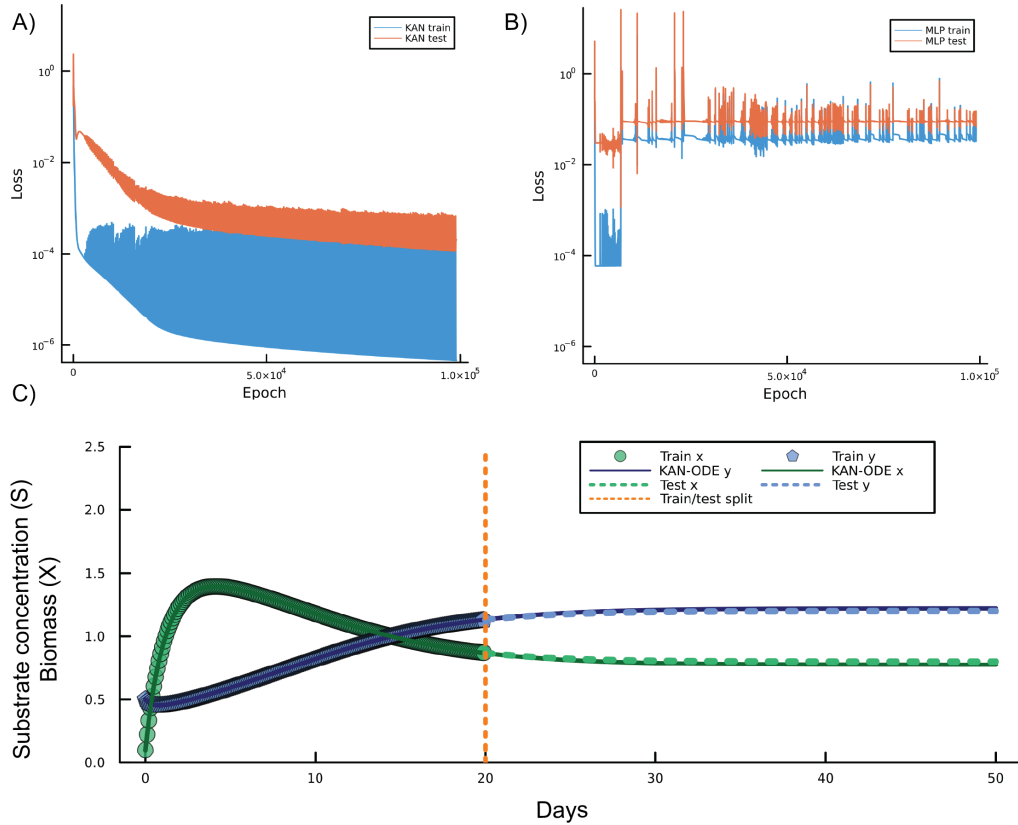 A)
KAN train
KAN test
10⁰
10⁻²
10⁻⁴
10⁻⁶
Loss
0
5.0×10⁴
1.0×10⁵
Epoch
B)
MLP train
MLP test
10⁰
10⁻²
10⁻⁴
10⁻⁶
Loss
0
5.0×10⁴
1.0×10⁵
Epoch
C)
Train x
Train y
KAN-ODE y
KAN-ODE x
Test x
Test y
Train/test split
2.5
2.0
1.5
1.0
0.5
0.0
Substrate concentration (S)
Biomass (X)
0
10
20
30
40
50
Days